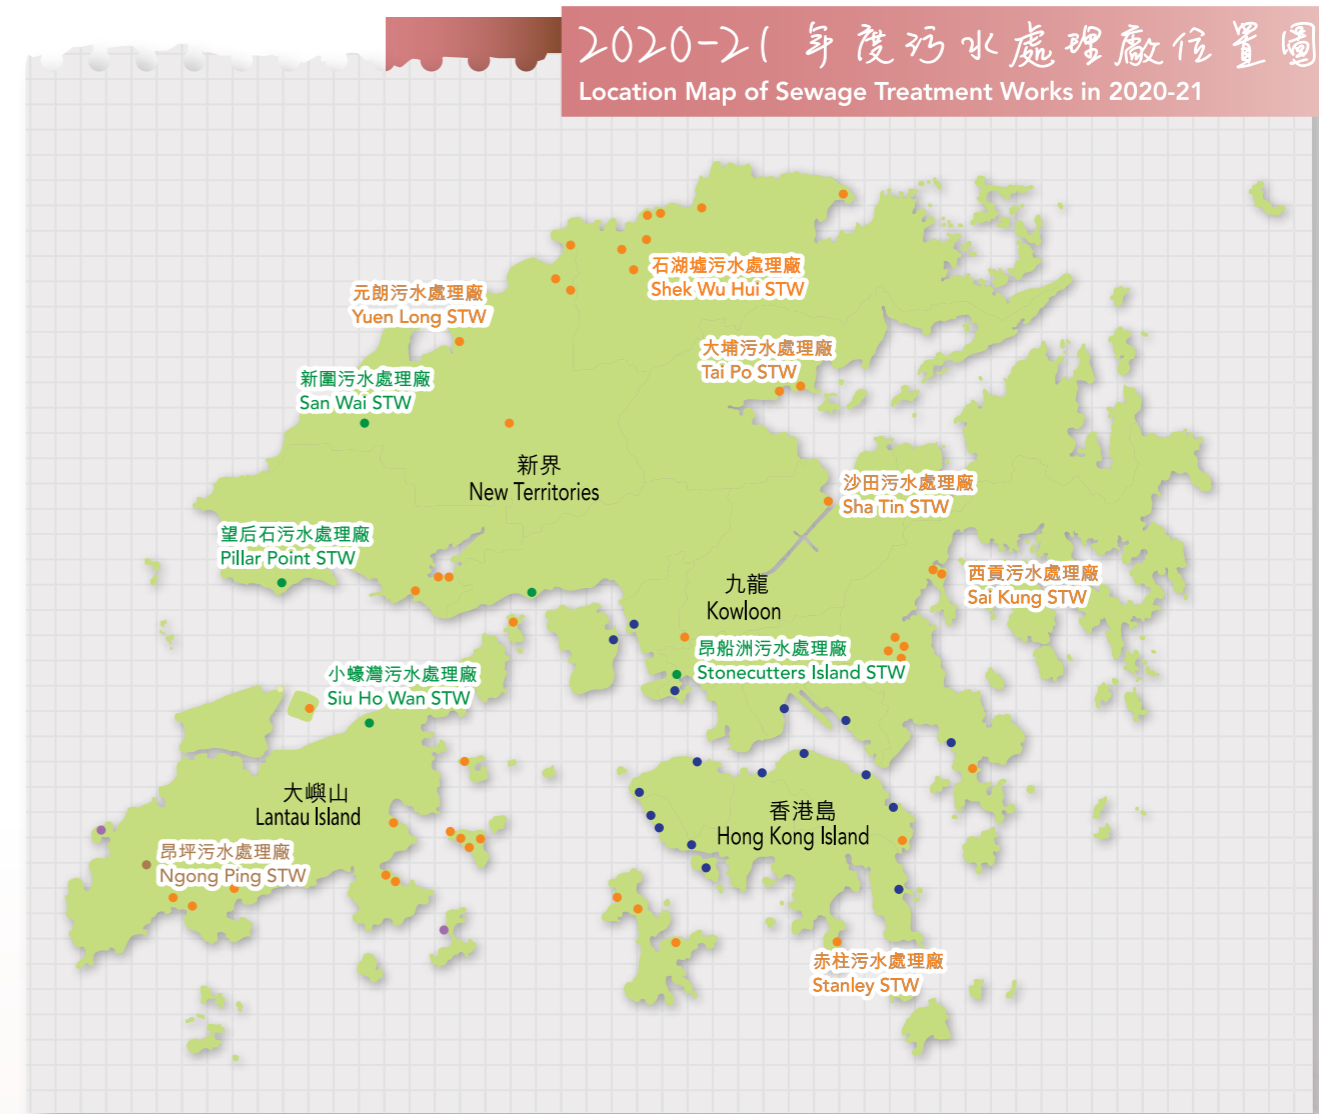 2020-21 年度污水處理廠位置圖
Location Map of Sewage Treatment Works in 2020-21
石湖墟污水處理廠
Shek Wu Hui STW
元朗污水處理廠
Yuen Long STW
大埔污水處理廠
Tai Po STW
新圍污水處理廠
San Wai STW
新界
New Territories
沙田污水處理廠
Sha Tin STW
望后石污水處理廠
Pillar Point STW
九龍
Kowloon
西貢污水處理廠
Sai Kung STW
昂船洲污水處理廠
Stonecutters Island STW
小蠔灣污水處理廠
Siu Ho Wan STW
大嶼山
Lantau Island
香港島
Hong Kong Island
昂坪污水處理廠
Ngong Ping STW
赤柱污水處理廠
Stanley STW